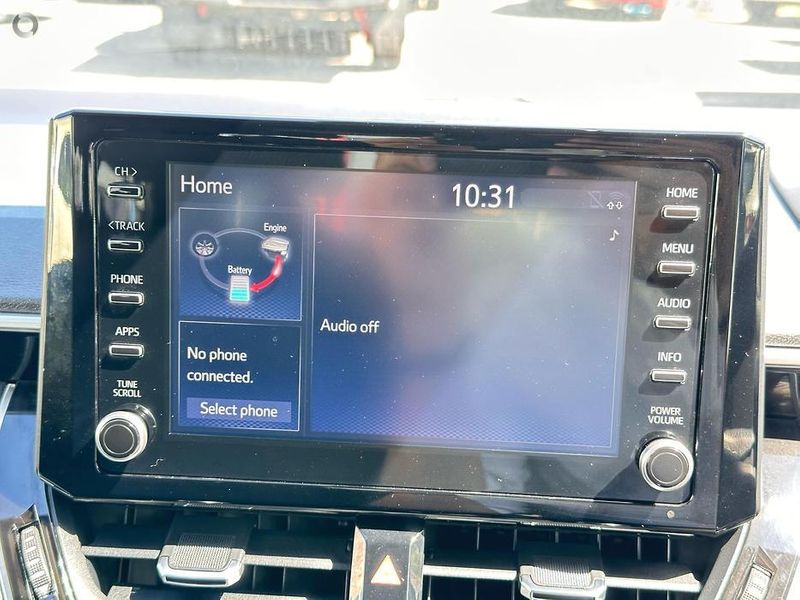 CH >
< TRACK
PHONE
APPS
TUNE
SCROLL
Home
10:31
Engine
Battery
No phone
connected.
Select phone
Audio off
HOME
MENU
AUDIO
INFO
POWER
VOLUME